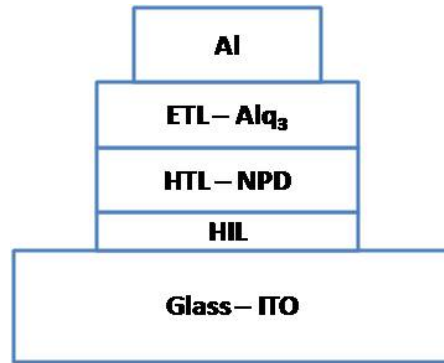 Al
ETL – Alq₃
HTL – NPD
HIL
Glass – ITO